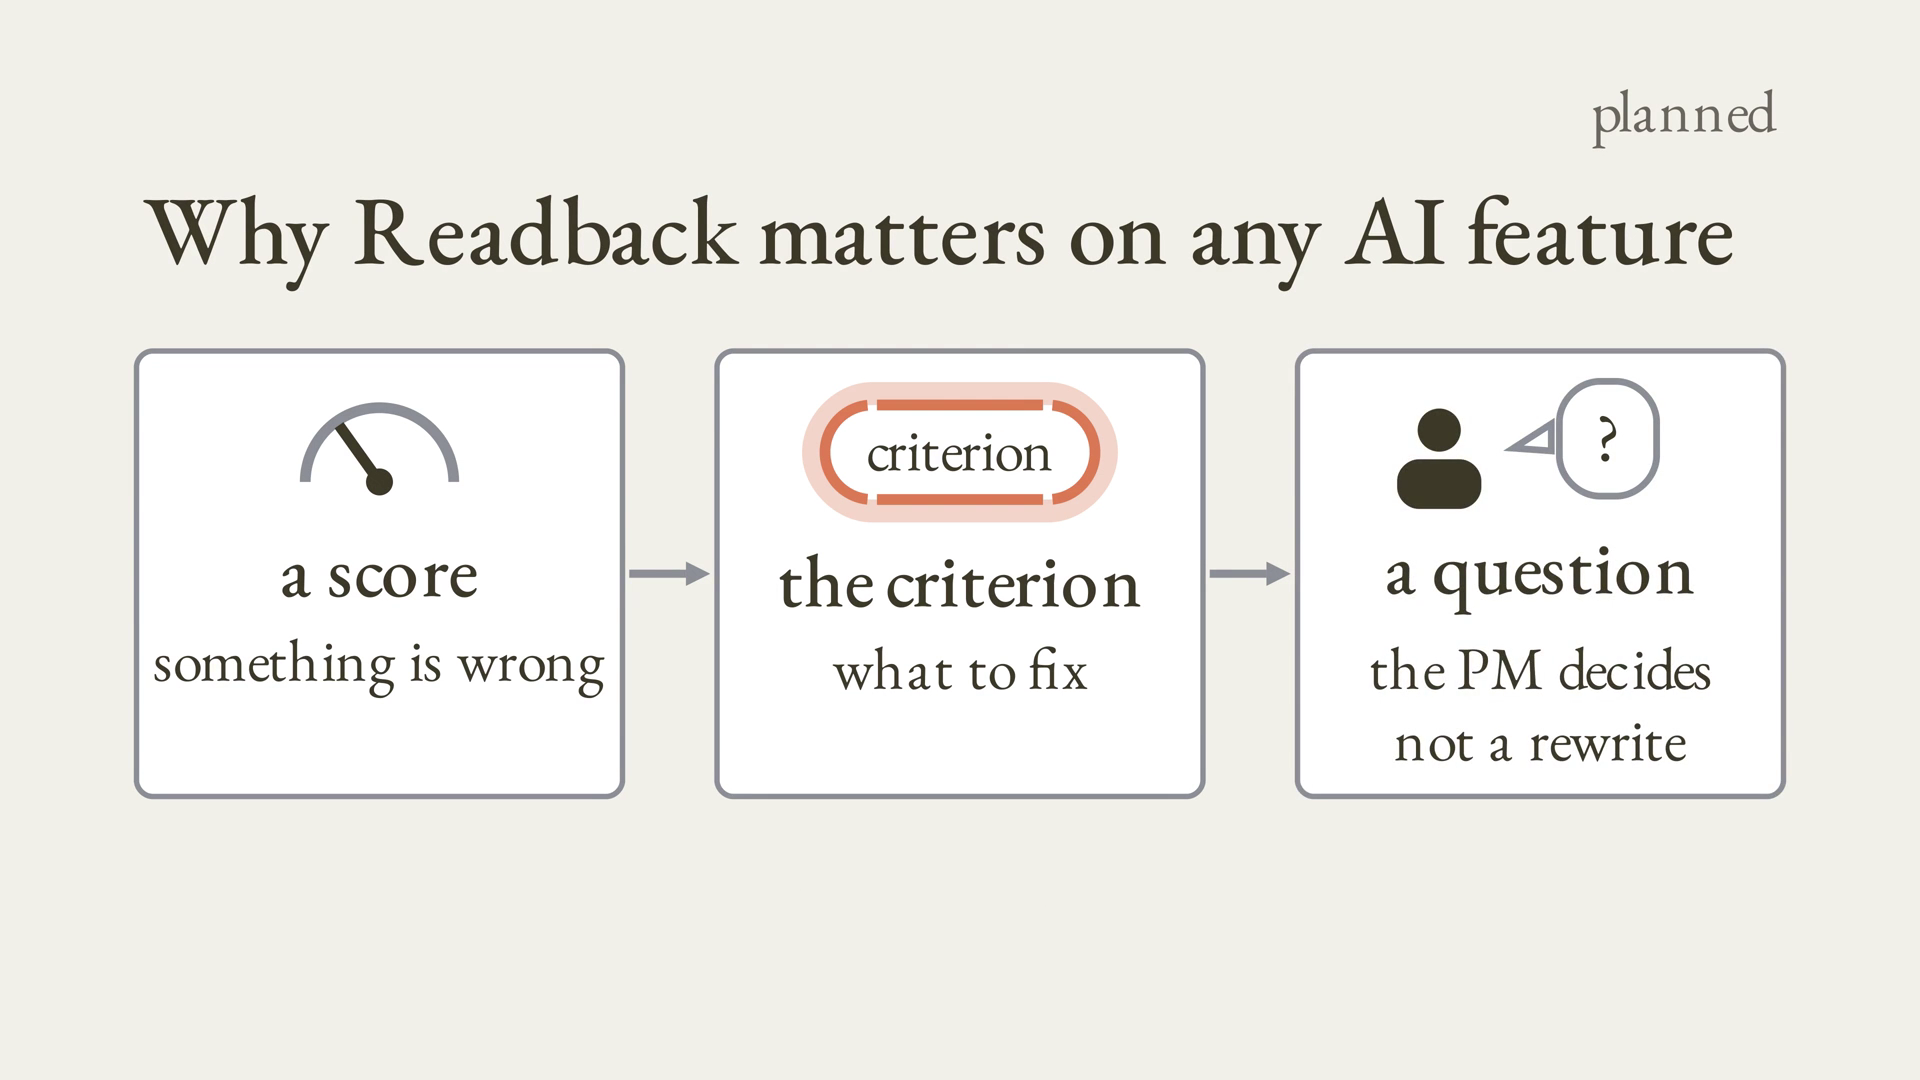 planned
Why Readback matters on any AI feature
criterion
?
a score
the criterion
a question
something is wrong
what to fix
the PM decides
not a rewrite